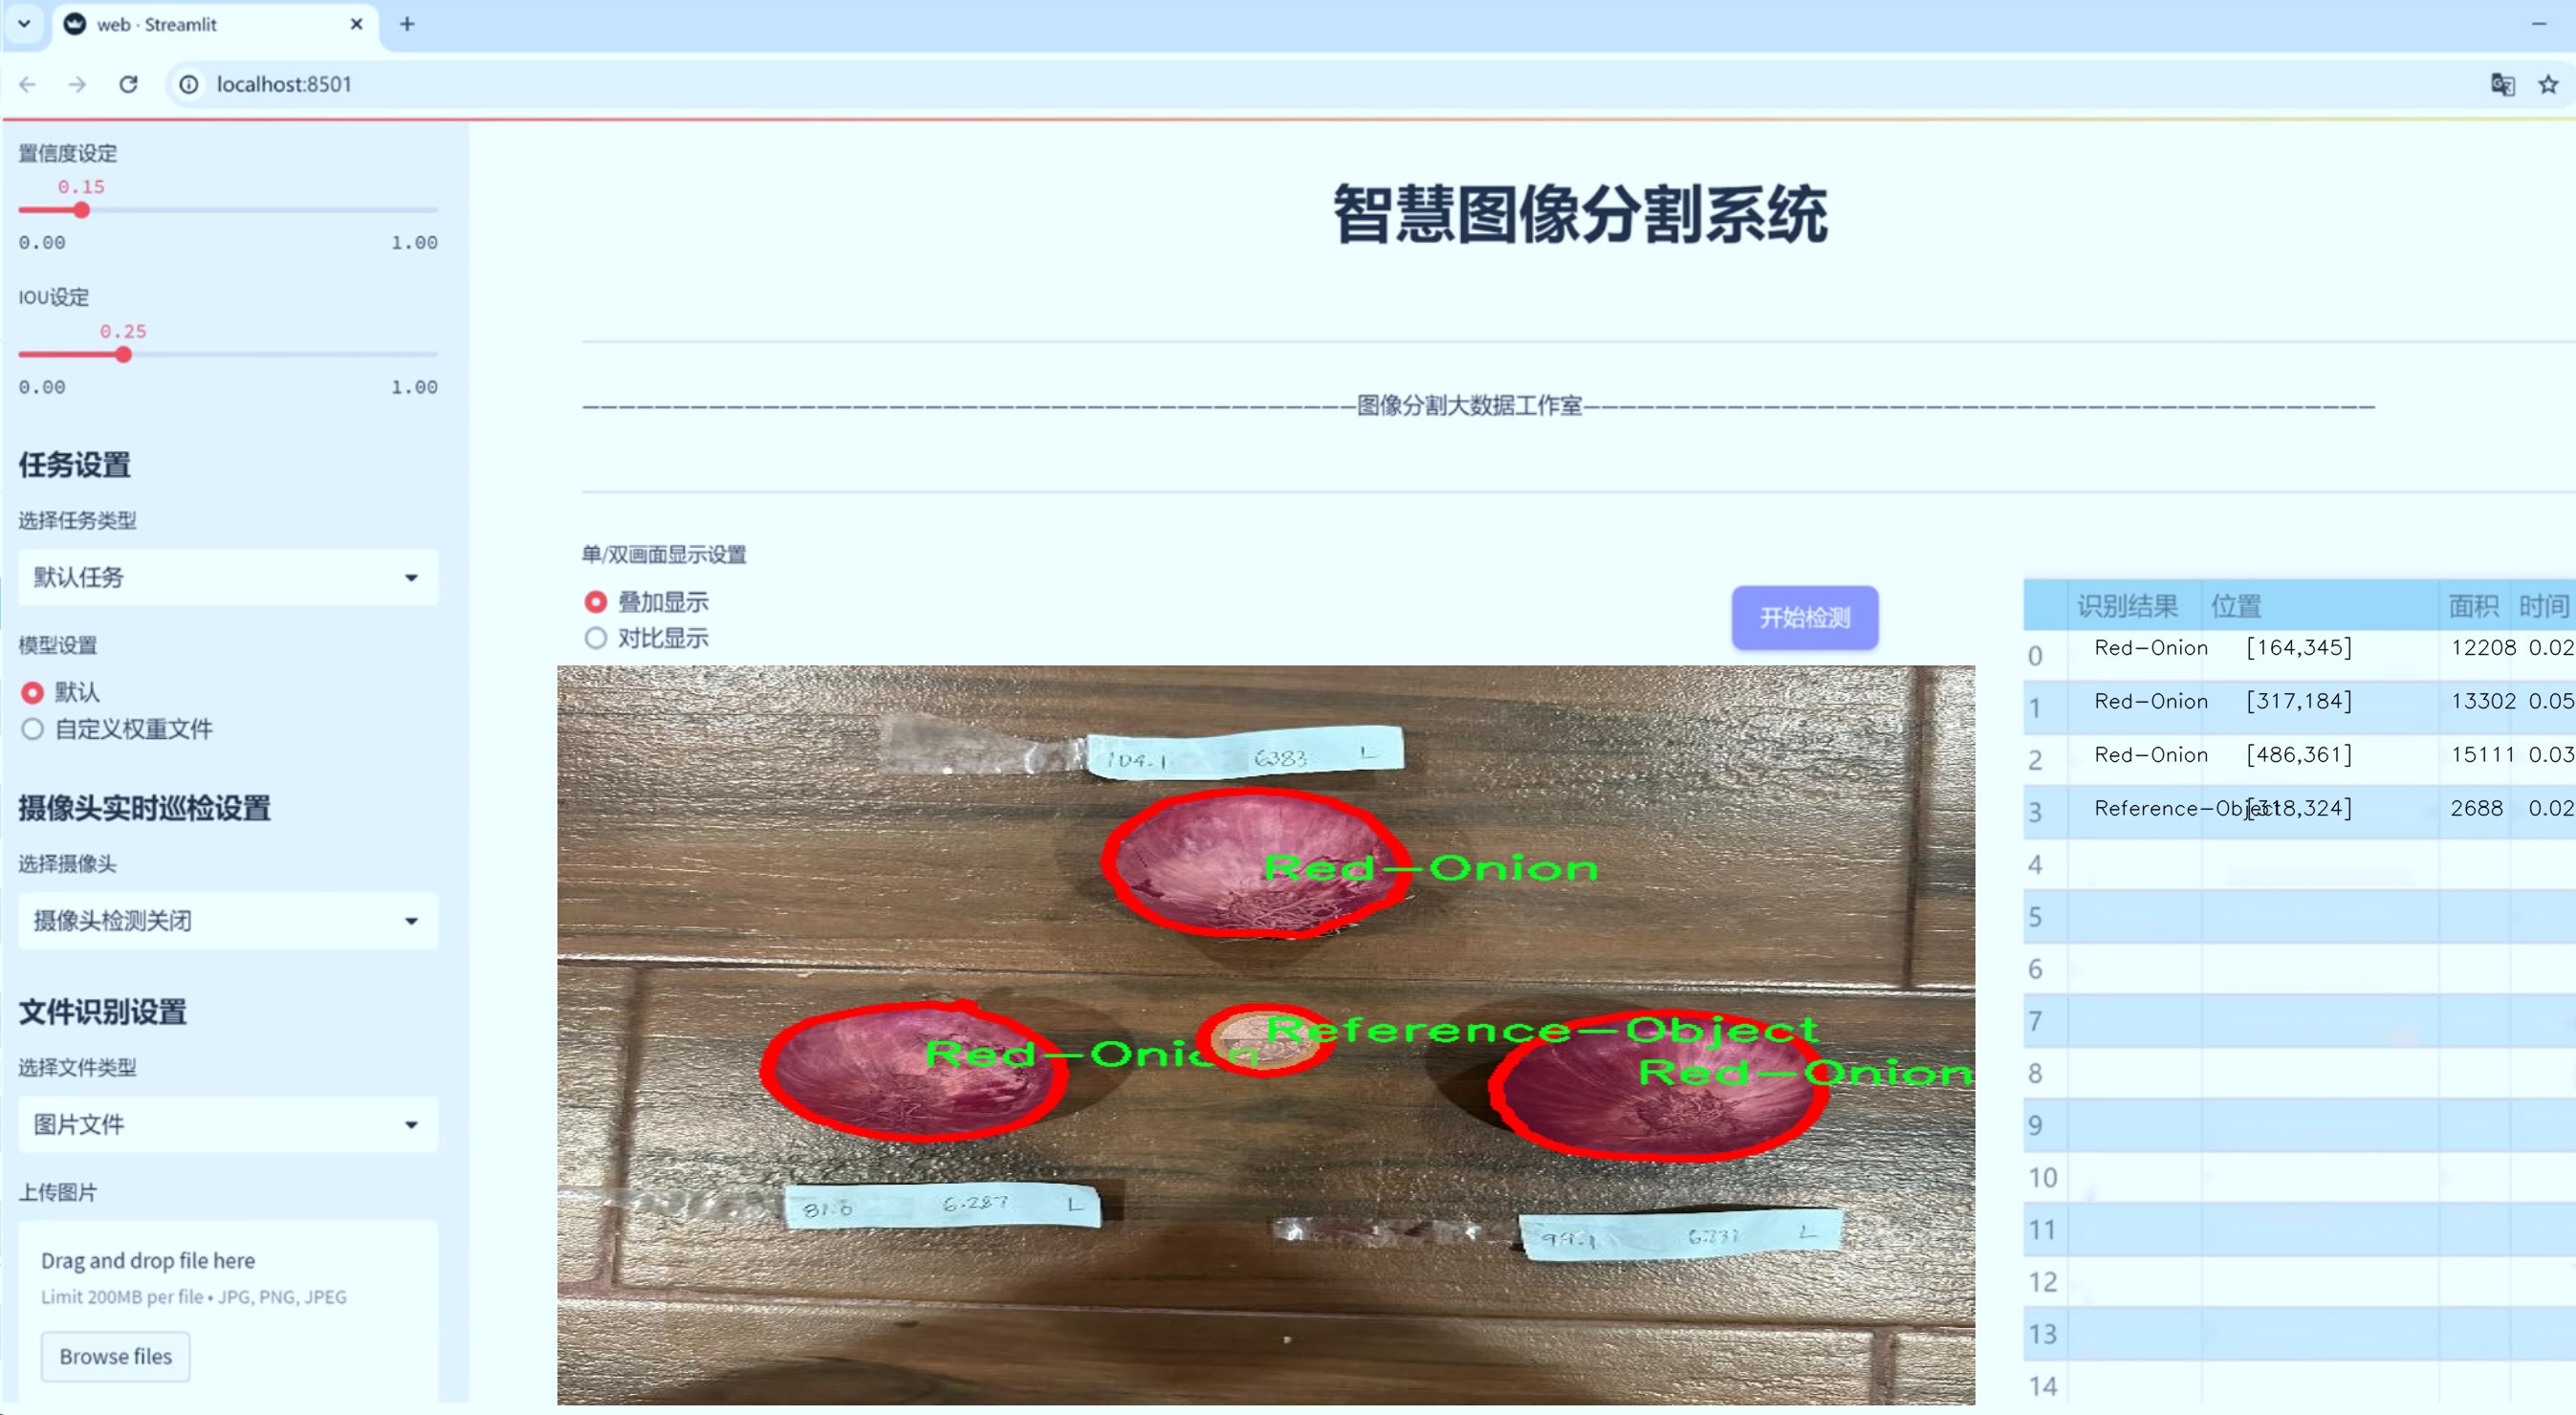 web · Streamlit
localhost:8501
置信度设定
0.15
0.00 1.00
IOU设定
0.25
0.00 1.00
任务设置
选择任务类型
默认任务
模型设置
默认
自定义权重文件
摄像头实时巡检设置
选择摄像头
摄像头检测关闭
文件识别设置
选择文件类型
图片文件
上传图片
Drag and drop file here
Limit 200MB per file • JPG, PNG, JPEG
Browse files
智慧图像分割系统
图像分割大数据工作室
单/双画面显示设置
叠加显示
对比显示
开始检测
104.1 6383 L
Red-Onion
Reference-Object
Red-Onion
Red-Onion
81.0 6.287 L
L
识别结果 位置 面积 时间
0 Red-Onion [164,345] 12208 0.02
1 Red-Onion [317,184] 13302 0.05
2 Red-Onion [486,361] 15111 0.03
3 Reference-Object [318,324] 2688 0.02
4
5
6
7
8
9
10
11
12
13
14